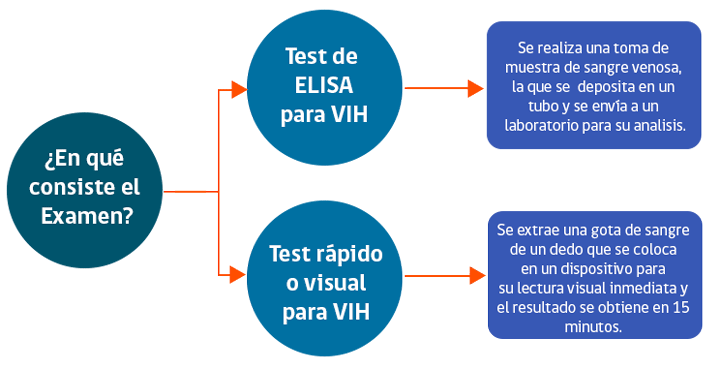 ¿En qué
consiste el
Examen?
Test de
ELISA
para VIH
Se realiza una toma de
muestra de sangre venosa,
la que se deposita en un
tubo y se envía a un
laboratorio para su analisis.
Test rápido
o visual
para VIH
Se extrae una gota de sangre
de un dedo que se coloca
en un dispositivo para
su lectura visual inmediata y
el resultado se obtiene en 15
minutos.